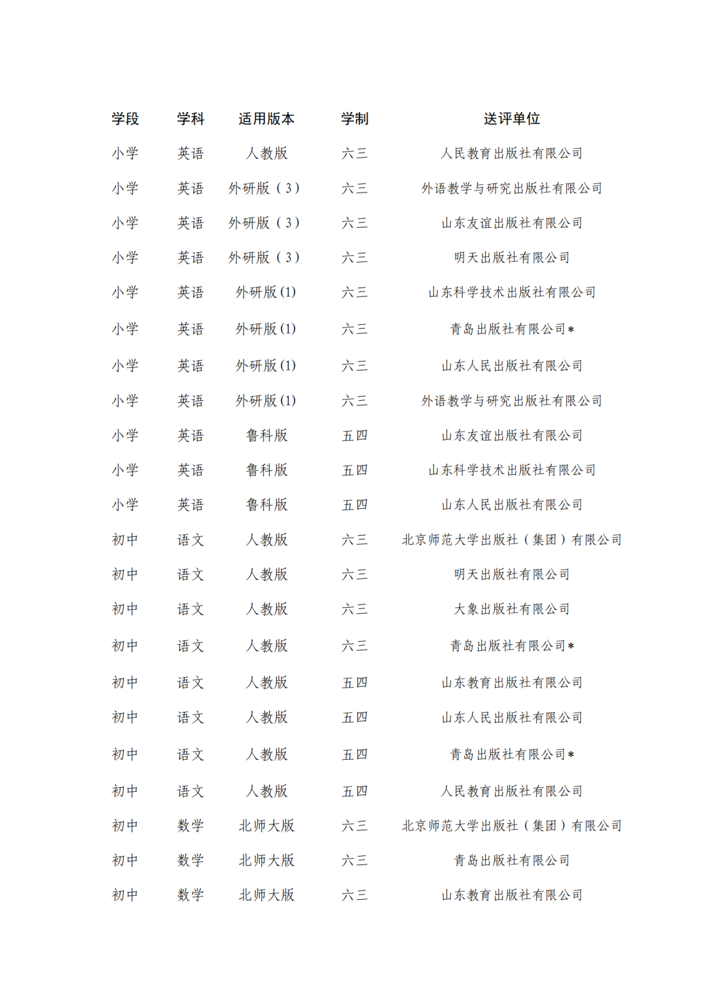 学段 学科 适用版本 学制 送评单位
小学 英语 人教版 六三 人民教育出版社有限公司
小学 英语 外研版（3） 六三 外语教学与研究出版社有限公司
小学 英语 外研版（3） 六三 山东友谊出版社有限公司
小学 英语 外研版（3） 六三 明天出版社有限公司
小学 英语 外研版(1) 六三 山东科学技术出版社有限公司
小学 英语 外研版(1) 六三 青岛出版社有限公司*
小学 英语 外研版(1) 六三 山东人民出版社有限公司
小学 英语 外研版(1) 六三 外语教学与研究出版社有限公司
小学 英语 鲁科版 五四 山东友谊出版社有限公司
小学 英语 鲁科版 五四 山东科学技术出版社有限公司
小学 英语 鲁科版 五四 山东人民出版社有限公司
初中 语文 人教版 六三 北京师范大学出版社（集团）有限公司
初中 语文 人教版 六三 明天出版社有限公司
初中 语文 人教版 六三 大象出版社有限公司
初中 语文 人教版 六三 青岛出版社有限公司*
初中 语文 人教版 五四 山东教育出版社有限公司
初中 语文 人教版 五四 山东人民出版社有限公司
初中 语文 人教版 五四 青岛出版社有限公司*
初中 语文 人教版 五四 人民教育出版社有限公司
初中 数学 北师大版 六三 北京师范大学出版社（集团）有限公司
初中 数学 北师大版 六三 青岛出版社有限公司
初中 数学 北师大版 六三 山东教育出版社有限公司